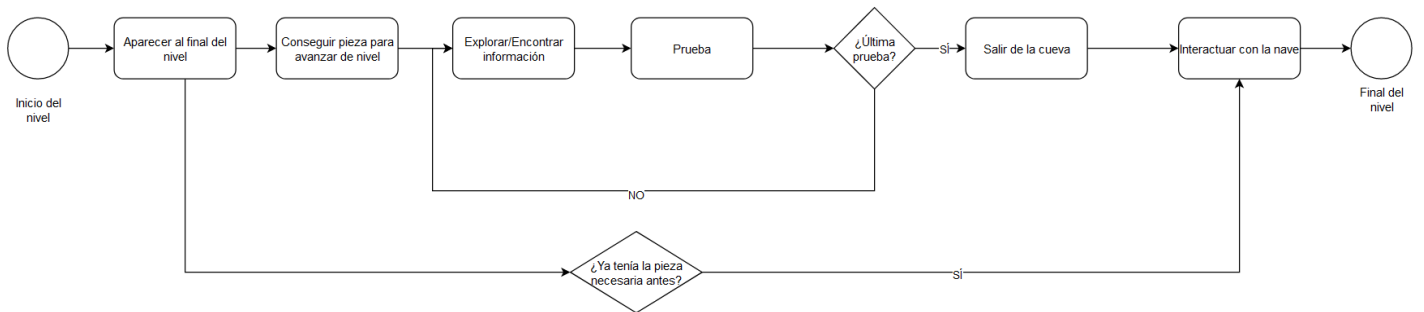 Inicio del
nivel
Aparecer al final del
nivel
Conseguir pieza para
avanzar de nivel
Explorar/Encontrar
información
Prueba
¿Última
prueba?
SÍ
Salir de la cueva
Interactuar con la nave
Final del
nivel
NO
¿Ya tenía la pieza
necesaria antes?
SÍ